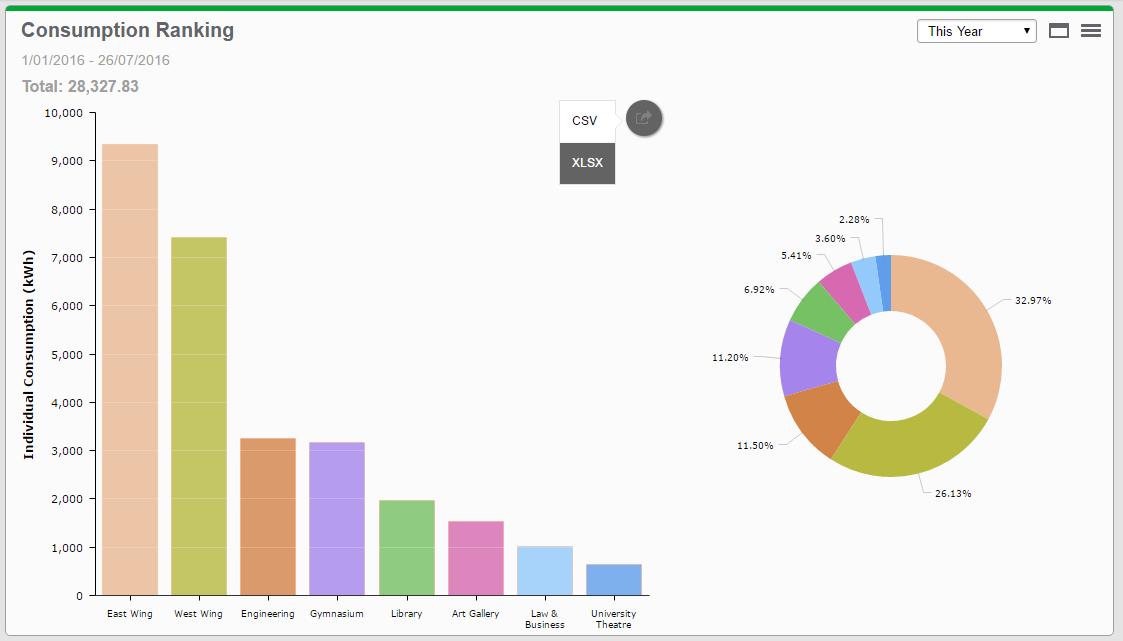 Consumption Ranking
This Year
1/01/2016 - 26/07/2016
Total: 28,327.83
CSV
XLSX
Individual Consumption (kWh)
10,000
9,000
8,000
7,000
6,000
5,000
4,000
3,000
2,000
1,000
0
East Wing
West Wing
Engineering
Gymnasium
Library
Art Gallery
Law &
Business
University
Theatre
2.28%
3.60%
5.41%
6.92%
11.20%
11.50%
26.13%
32.97%